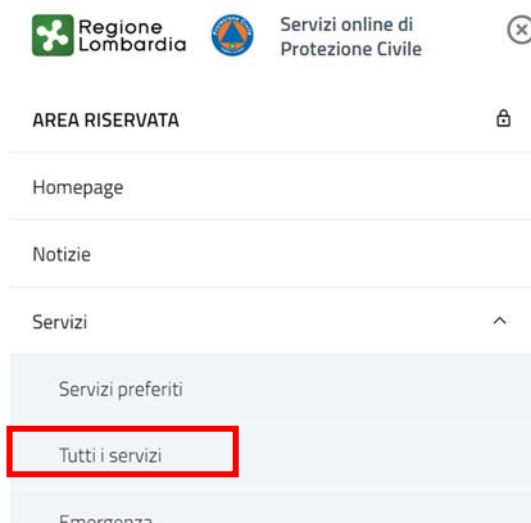 Regione
Lombardia
Servizi online di
Protezione Civile
AREA RISERVATA
Homepage
Notizie
Servizi
Servizi preferiti
Tutti i servizi
Emergenza